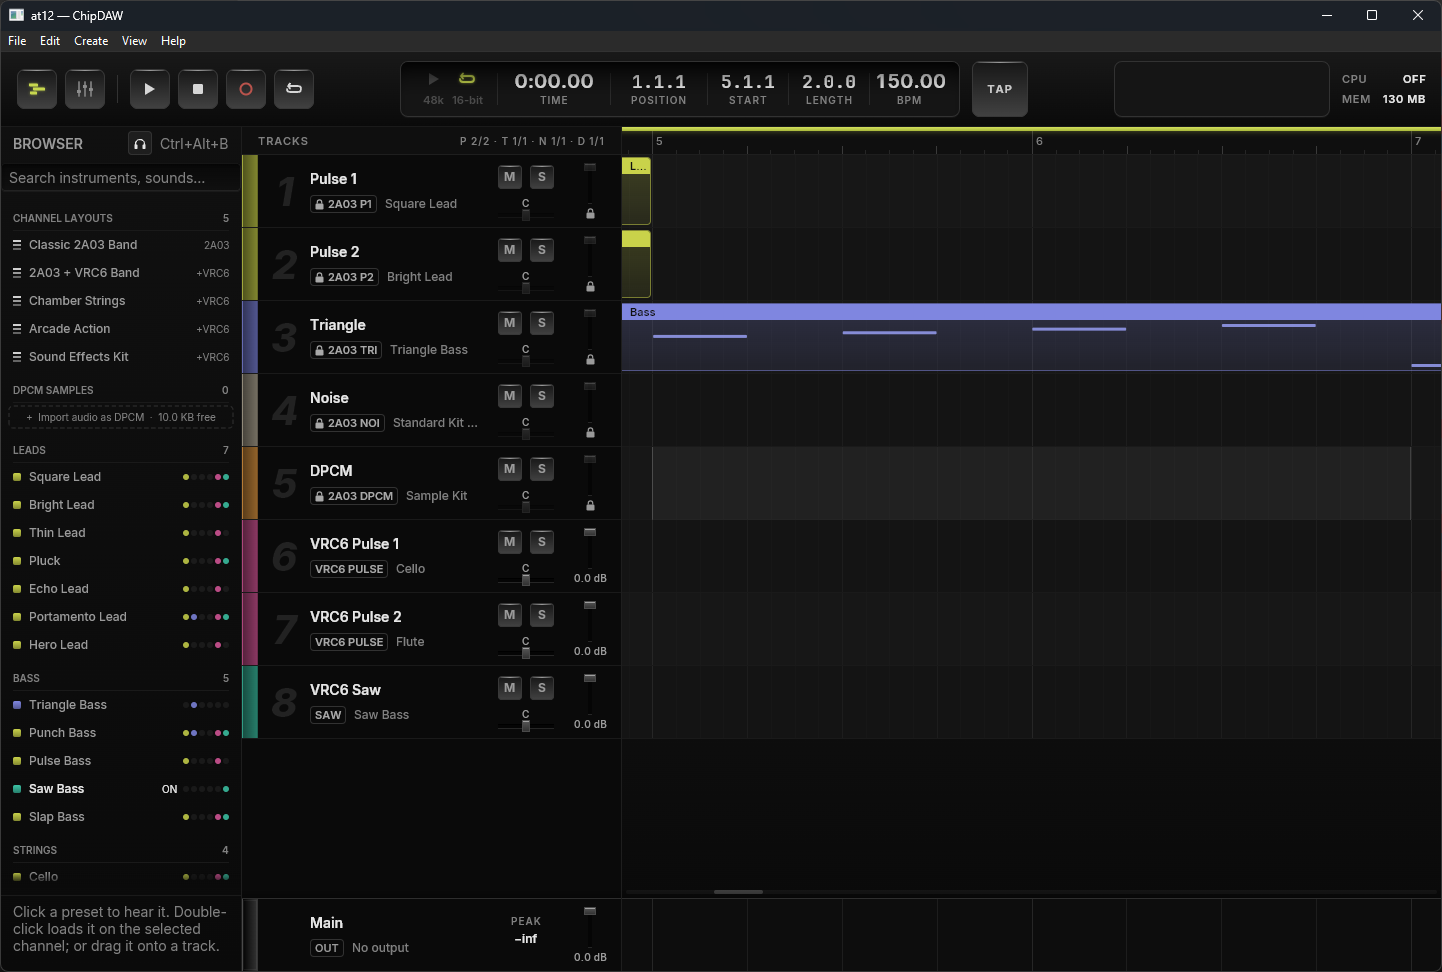 at12 — ChipDAW
File Edit Create View Help
48k 16-bit
0:00.00 TIME
1.1.1 POSITION
5.1.1 START
2.0.0 LENGTH
150.00 BPM
TAP
CPU OFF
MEM 130 MB
BROWSER Ctrl+Alt+B
Search instruments, sounds...
CHANNEL LAYOUTS 5
Classic 2A03 Band 2A03
2A03 + VRC6 Band +VRC6
Chamber Strings +VRC6
Arcade Action +VRC6
Sound Effects Kit +VRC6
DPCM SAMPLES 0
+ Import audio as DPCM · 10.0 KB free
LEADS 7
Square Lead
Bright Lead
Thin Lead
Pluck
Echo Lead
Portamento Lead
Hero Lead
BASS 5
Triangle Bass
Punch Bass
Pulse Bass
Saw Bass ON
Slap Bass
STRINGS 4
Cello
Click a preset to hear it. Double-
click loads it on the selected
channel; or drag it onto a track.
TRACKS P 2/2 · T 1/1 · N 1/1 · D 1/1
1 Pulse 1 M S
2A03 P1 Square Lead C
2 Pulse 2 M S
2A03 P2 Bright Lead C
3 Triangle M S
2A03 TRI Triangle Bass C
4 Noise M S
2A03 NOI Standard Kit ... C
5 DPCM M S
2A03 DPCM Sample Kit C
6 VRC6 Pulse 1 M S
VRC6 PULSE Cello C 0.0 dB
7 VRC6 Pulse 2 M S
VRC6 PULSE Flute C 0.0 dB
8 VRC6 Saw M S
SAW Saw Bass C 0.0 dB
Main PEAK
OUT No output −inf 0.0 dB
5 6 7
L...
Bass